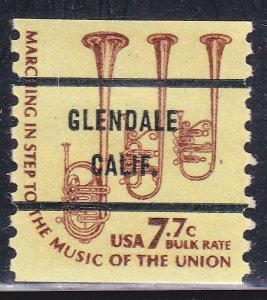 MARCHING IN STEP TO THE MUSIC OF THE UNION
GLENDALE
CALIF.
USA 7.7c
BULK RATE